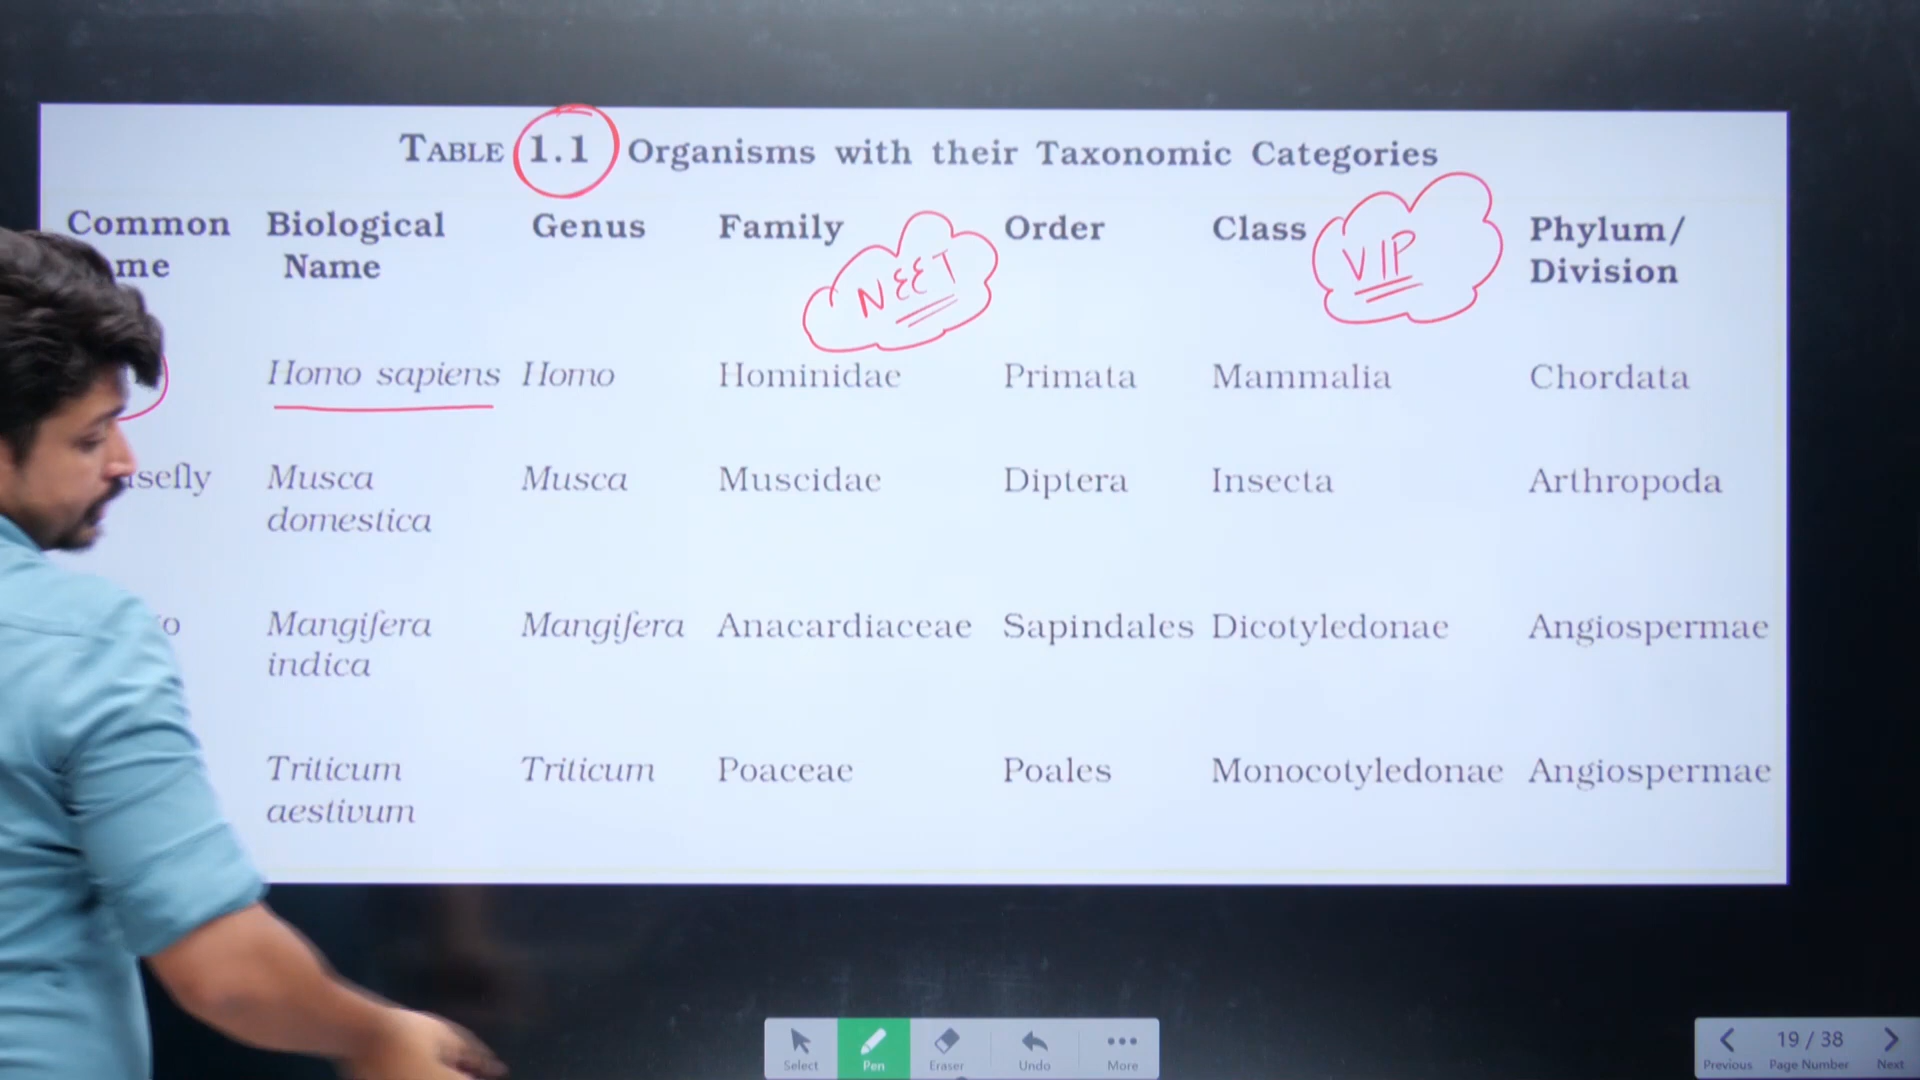 TABLE 1.1 Organisms with their Taxonomic Categories
Common Biological Genus Family Order Class Phylum/
me Name Division
NEET VIP
Homo sapiens Homo Hominidae Primata Mammalia Chordata
sefly Musca Musca Muscidae Diptera Insecta Arthropoda
domestica
o Mangifera Mangifera Anacardiaceae Sapindales Dicotyledonae Angiospermae
indica
Triticum Triticum Poaceae Poales Monocotyledonae Angiospermae
aestivum
19 / 38
Select Pen Eraser Undo More Previous Page Number Next